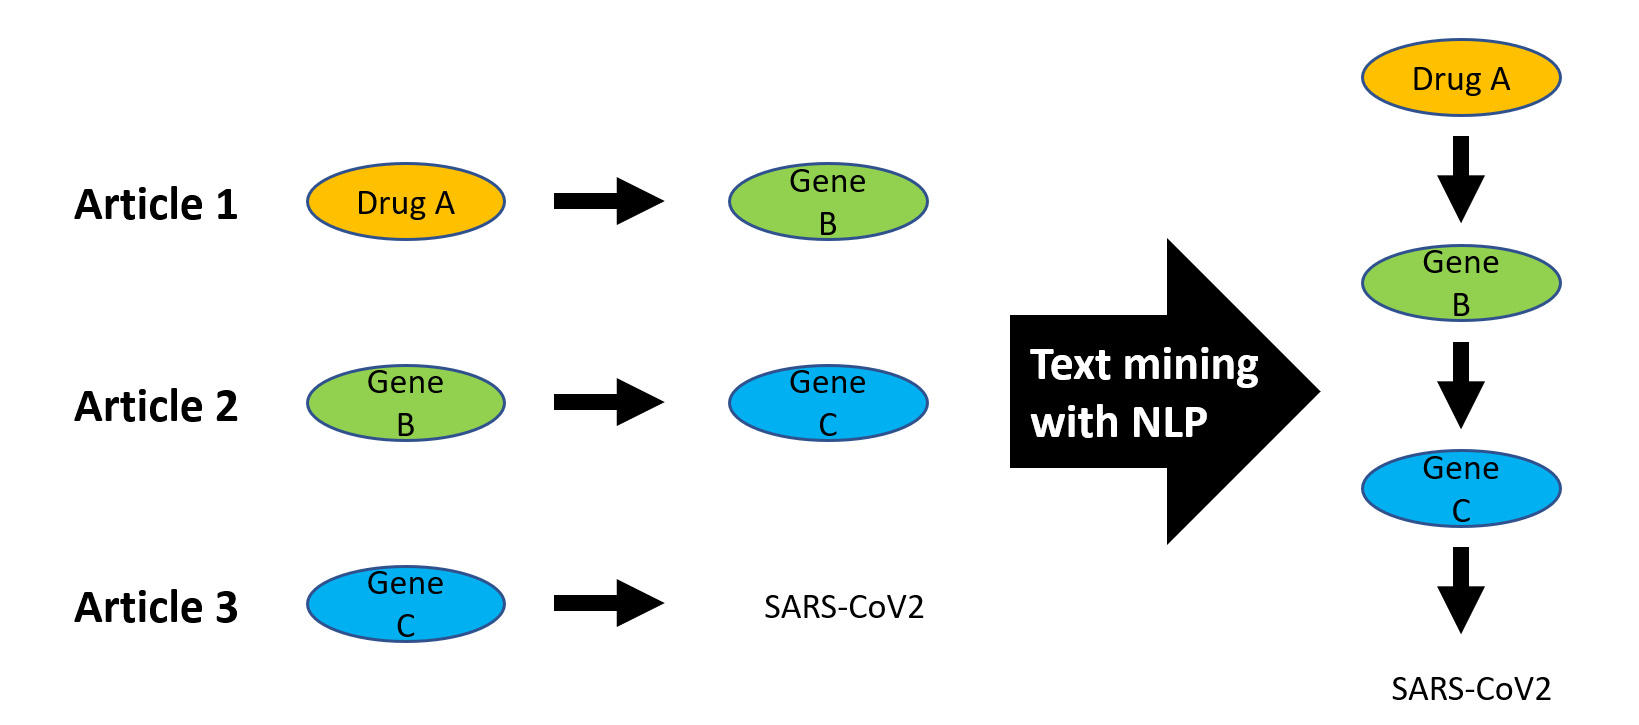 Article 1
Drug A
Gene
B
Article 2
Gene
B
Gene
C
Article 3
Gene
C
SARS-CoV2
Text mining
with NLP
Drug A
Gene
B
Gene
C
SARS-CoV2